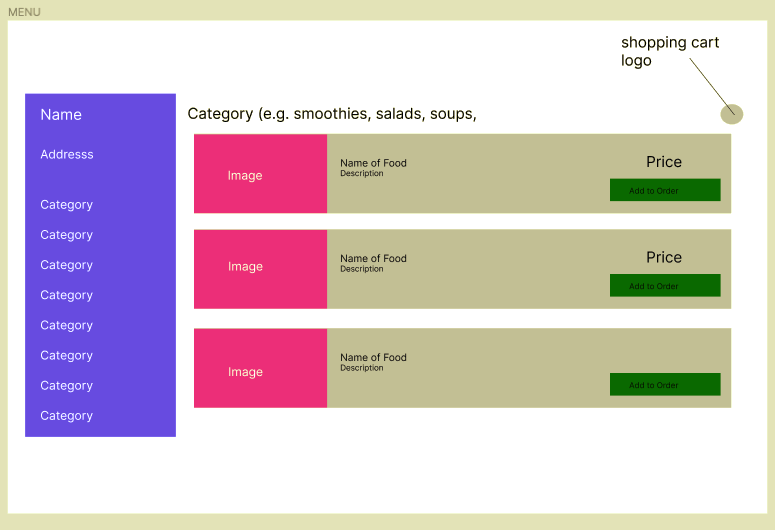 MENU
shopping cart
logo
Name
Addresss
Category
Category
Category
Category
Category
Category
Category
Category
Category (e.g. smoothies, salads, soups,
Image
Name of Food
Description
Price
Add to Order
Image
Name of Food
Description
Price
Add to Order
Image
Name of Food
Description
Add to Order